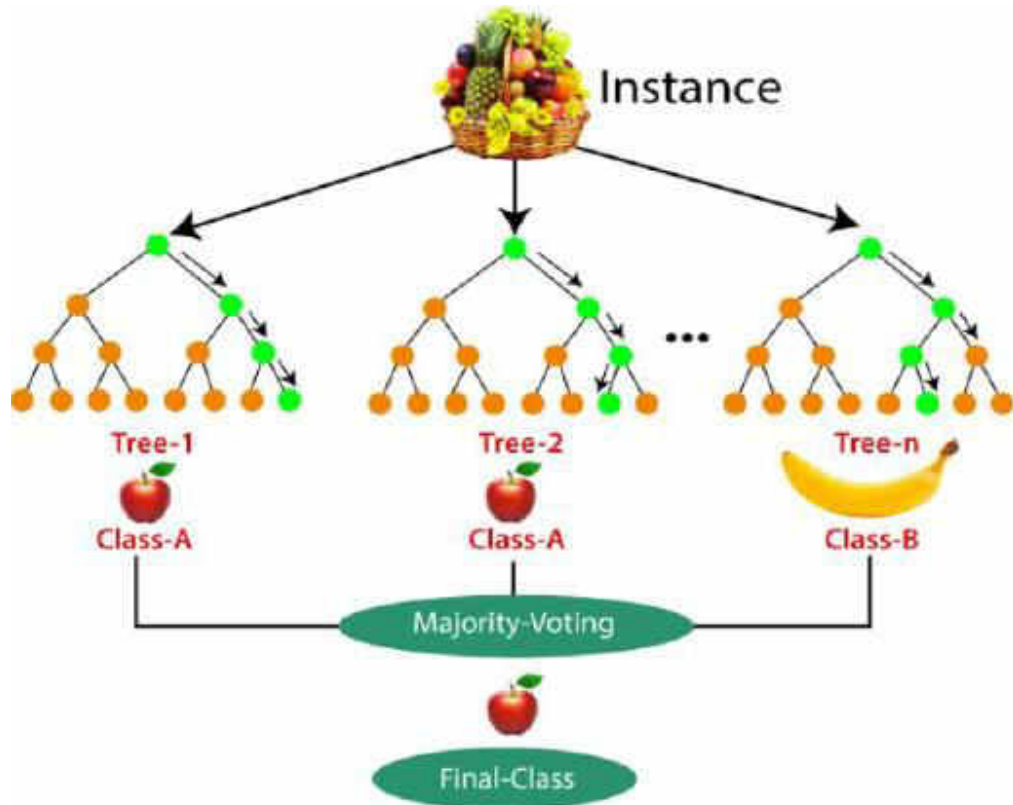 Instance
...
Tree-1
Tree-2
Tree-n
Class-A
Class-A
Class-B
Majority-Voting
Final-Class